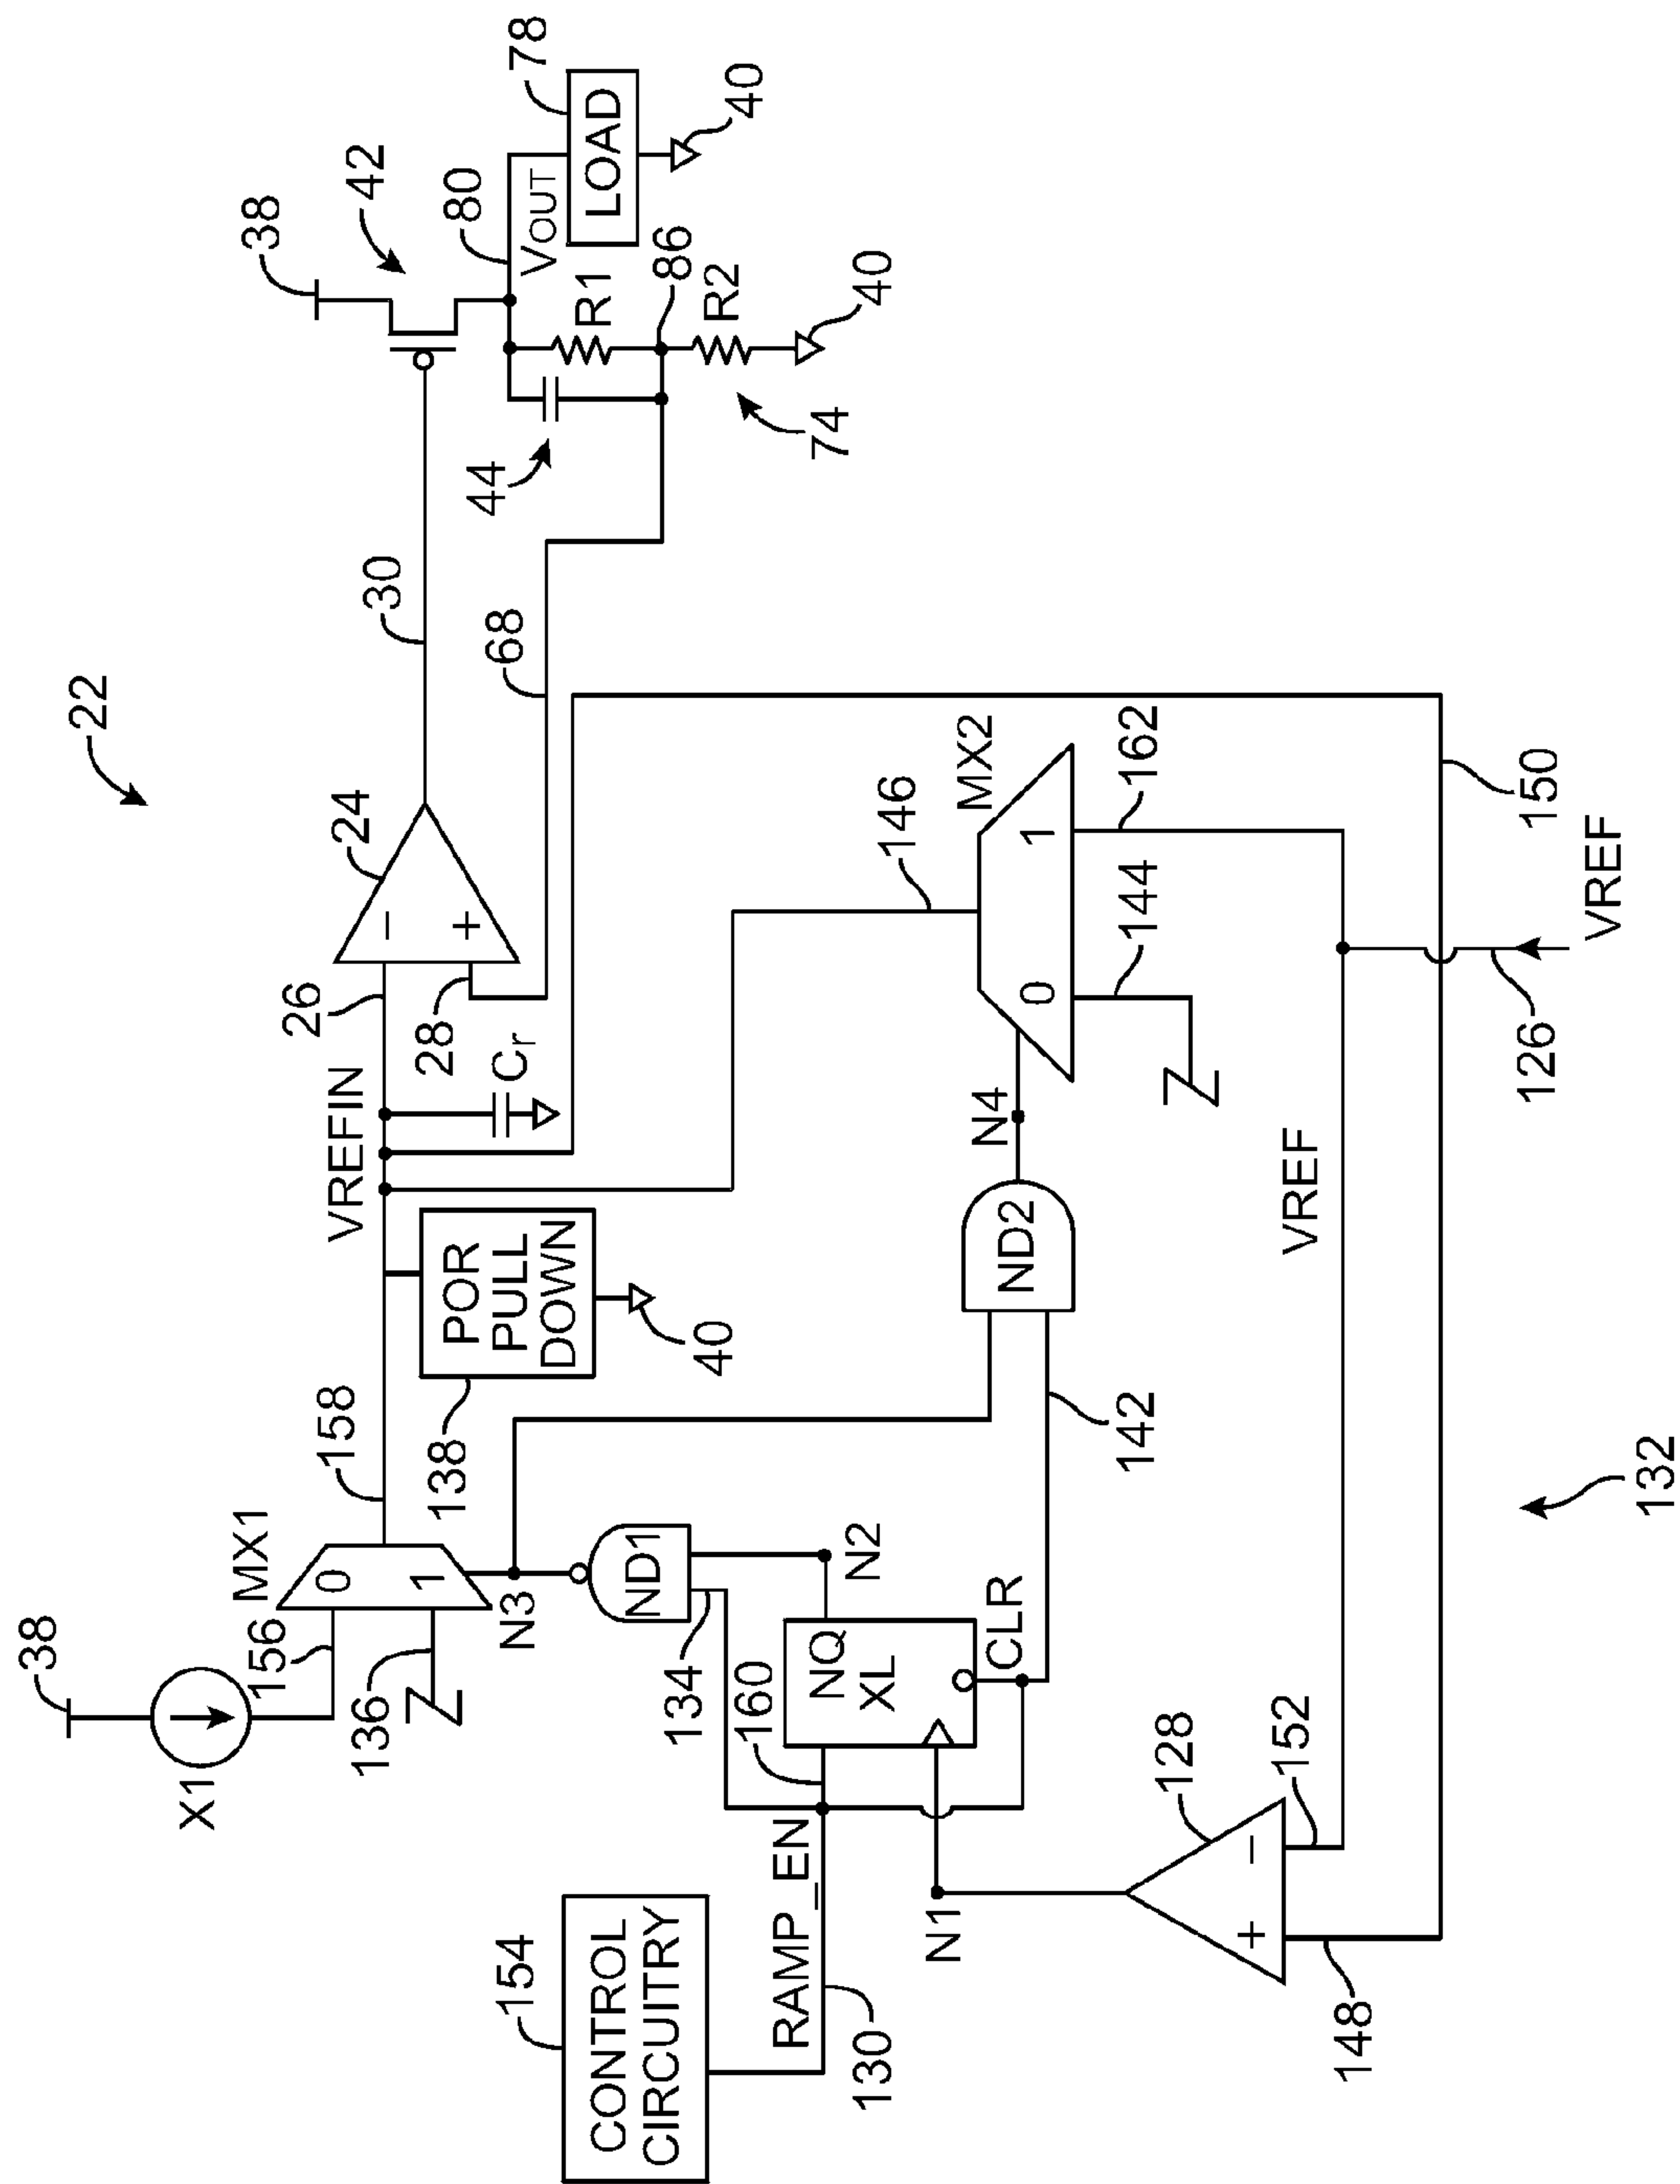 22
38
X1
156
MX1
0
1
136
Z
158
N3
POR
PULL
DOWN
138
40
VREFIN
26
Cr
28
24
−
+
30
68
38
42
80
VOUT
44
R1
86
R2
74
40
LOAD
78
40
154
CONTROL
CIRCUITRY
RAMP_EN
130
160
134
ND1
N2
NQ
XL
CLR
142
ND2
N4
146
MX2
0
1
144
162
Z
N1
128
+
−
148
152
VREF
126
VREF
150
132